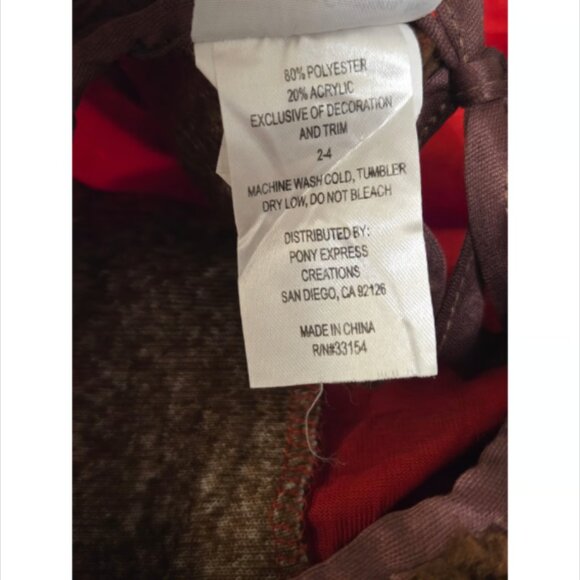 80% POLYESTER
20% ACRYLIC
EXCLUSIVE OF DECORATION
AND TRIM
2-4
MACHINE WASH COLD, TUMBLER
DRY LOW, DO NOT BLEACH
DISTRIBUTED BY:
PONY EXPRESS
CREATIONS
SAN DIEGO, CA 92126
MADE IN CHINA
R/N#33154